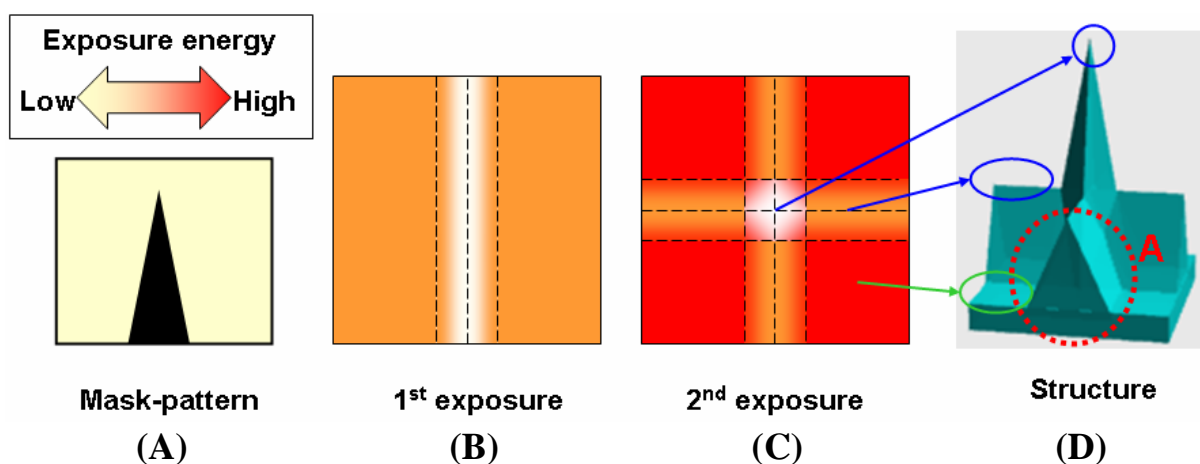 Exposure energy
Low High
A
Mask-pattern
1st exposure
2nd exposure
Structure
(A)
(B)
(C)
(D)